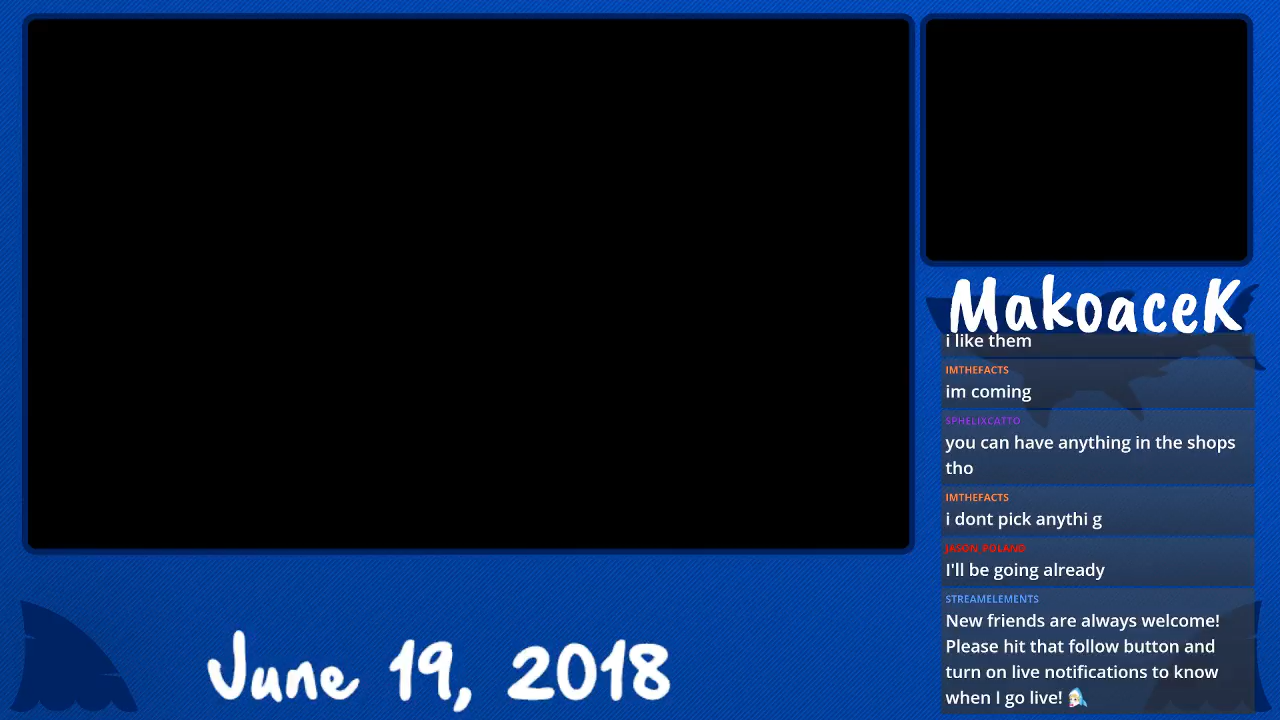 MakoaceK
i like them
IMTHEFACTS
im coming
SPHELIXCATTO
you can have anything in the shops
tho
IMTHEFACTS
i dont pick anythi g
JASON_POLAND
I'll be going already
STREAMELEMENTS
New friends are always welcome!
Please hit that follow button and
turn on live notifications to know
when I go live!
June 19, 2018